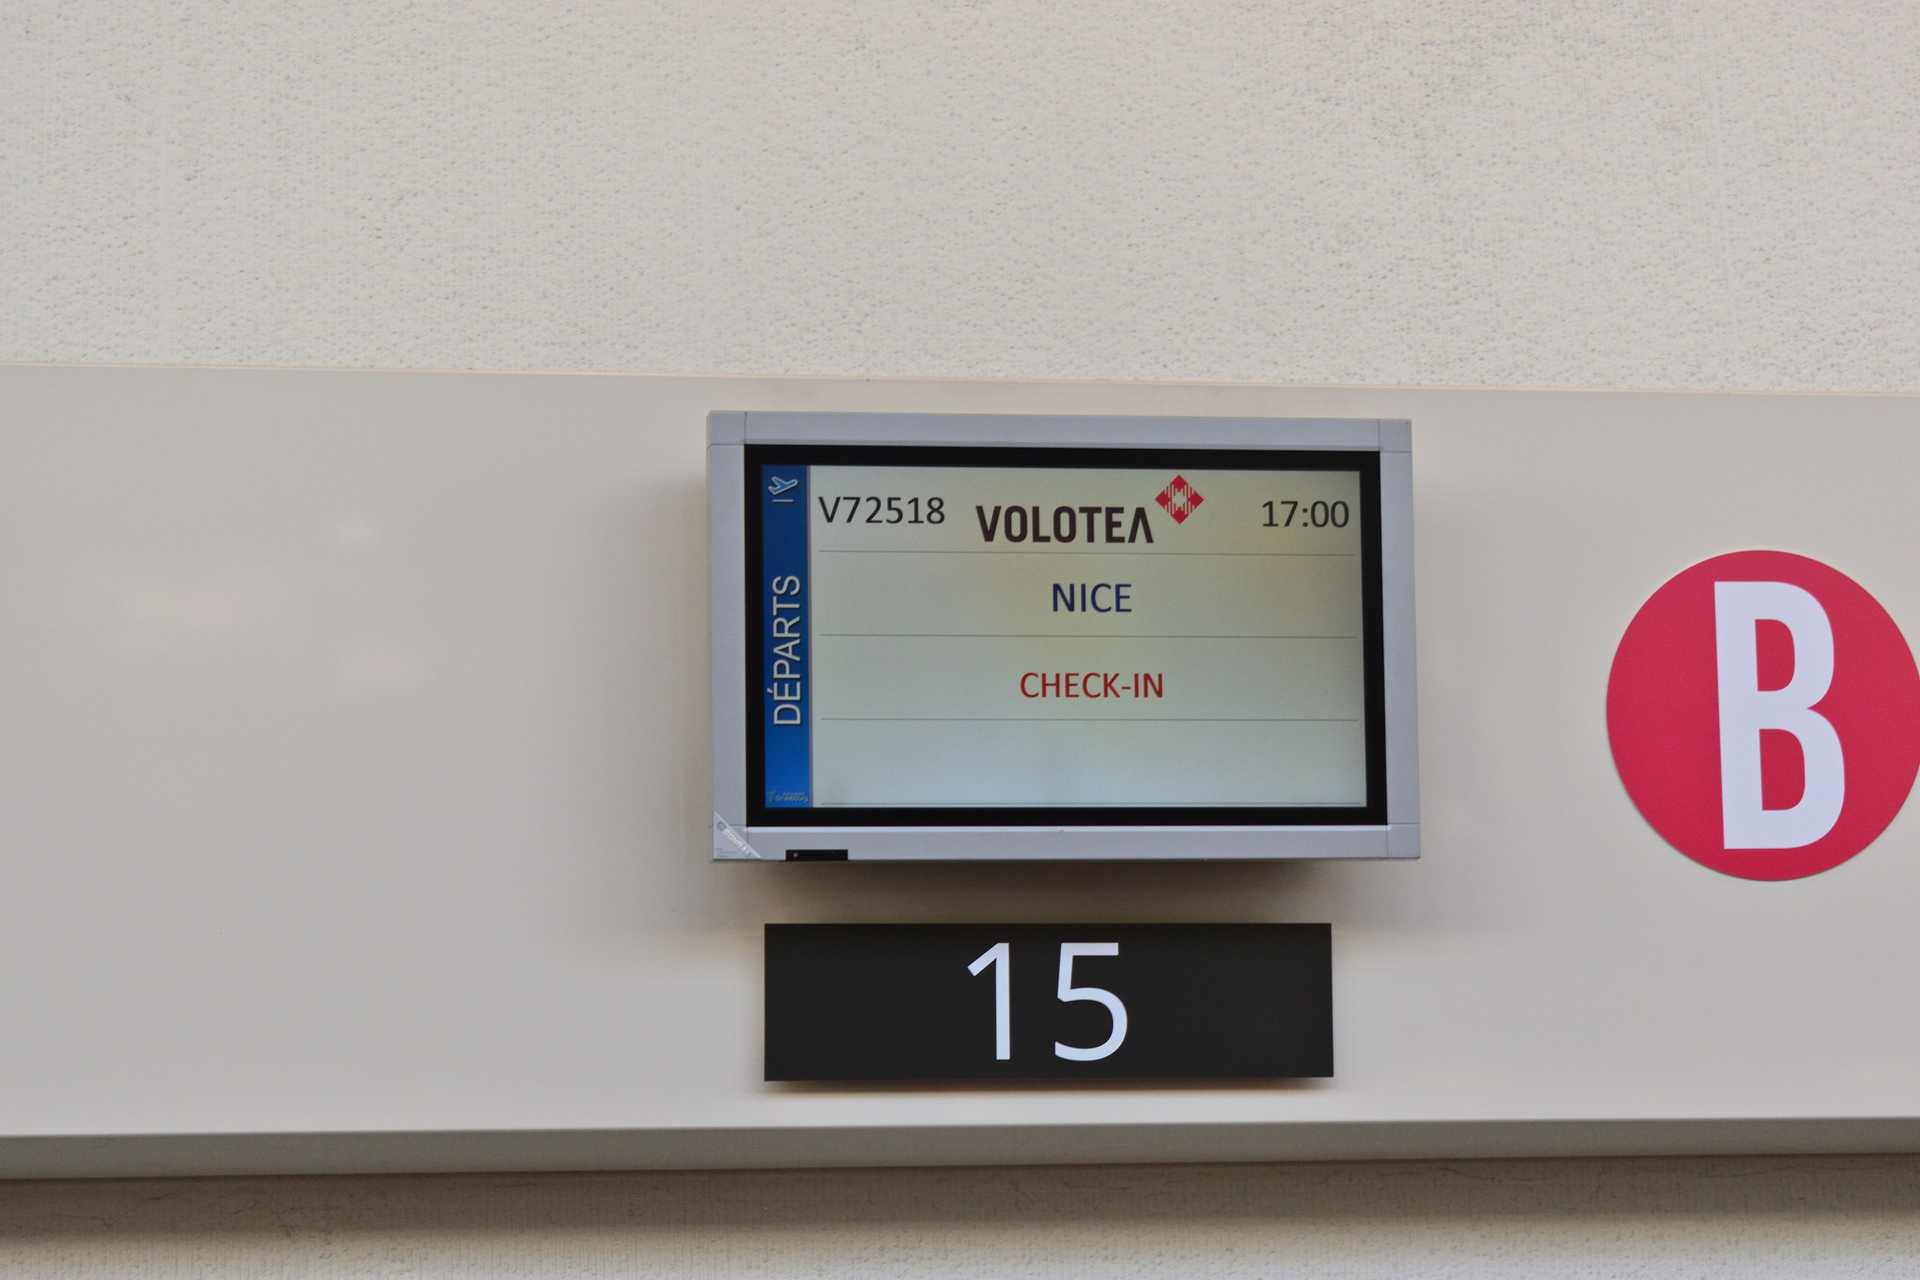 V72518 VOLOTEA 17:00
NICE
CHECK-IN
DÉPARTS
B
15